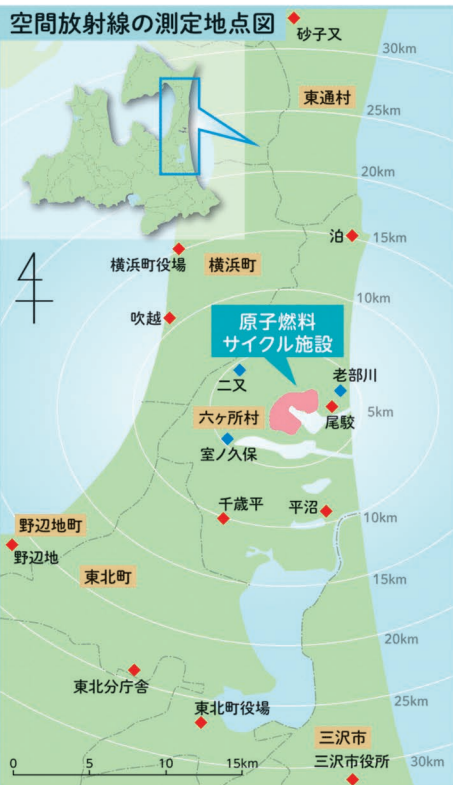 空間放射線の測定地点図
砂子又
30km
東通村
25km
20km
泊
15km
横浜町役場
横浜町
10km
吹越
原子燃料
サイクル施設
二又
老部川
5km
尾駮
六ヶ所村
室ノ久保
千歳平
平沼
10km
野辺地町
野辺地
東北町
15km
20km
東北分庁舎
25km
東北町役場
三沢市
三沢市役所
30km
0 5 10 15km